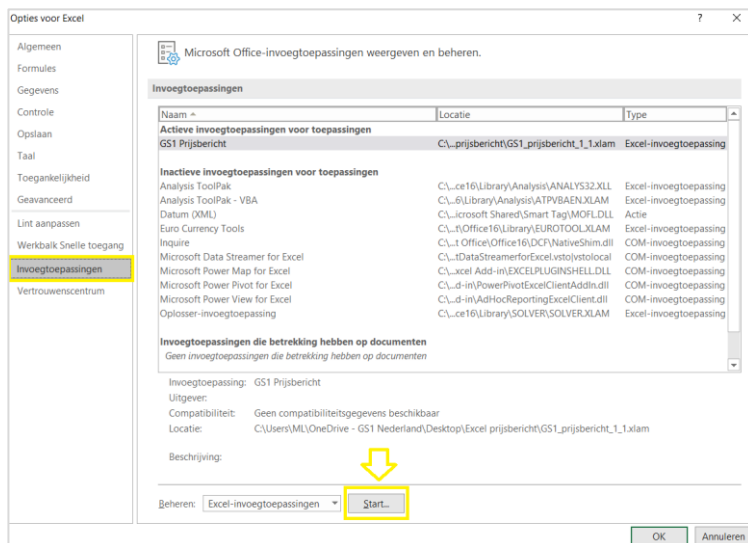 Opties voor Excel ? ×
Algemeen
Formules
Gegevens
Controle
Opslaan
Taal
Toegankelijkheid
Geavanceerd
Lint aanpassen
Werkbalk Snelle toegang
Invoegtoepassingen
Vertrouwenscentrum
Microsoft Office-invoegtoepassingen weergeven en beheren.
Invoegtoepassingen
Naam Locatie Type
Actieve invoegtoepassingen voor toepassingen
GS1 Prijsbericht C:\...prijsbericht\GS1_prijsbericht_1_1.xlam Excel-invoegtoepassing
Inactieve invoegtoepassingen voor toepassingen
Analysis ToolPak C:\...ce16\Library\Analysis\ANALYS32.XLL Excel-invoegtoepassing
Analysis ToolPak - VBA C:\...6\Library\Analysis\ATPVBAEN.XLAM Excel-invoegtoepassing
Datum (XML) C:\...icrosoft Shared\Smart Tag\MOFL.DLL Actie
Euro Currency Tools C:\...t\Office16\Library\EUROTOOL.XLAM Excel-invoegtoepassing
Inquire C:\...t Office\Office16\DCF\NativeShim.dll COM-invoegtoepassing
Microsoft Data Streamer for Excel C:\...tDataStreamerforExcel.vsto|vstolocal COM-invoegtoepassing
Microsoft Power Map for Excel C:\...xcel Add-in\EXCELPLUGINSHELL.DLL COM-invoegtoepassing
Microsoft Power Pivot for Excel C:\...d-in\PowerPivotExcelClientAddIn.dll COM-invoegtoepassing
Microsoft Power View for Excel C:\...d-in\AdHocReportingExcelClient.dll COM-invoegtoepassing
Oplosser-invoegtoepassing C:\...ce16\Library\SOLVER\SOLVER.XLAM Excel-invoegtoepassing
Invoegtoepassingen die betrekking hebben op documenten
Geen invoegtoepassingen die betrekking hebben op documenten
Invoegtoepassing: GS1 Prijsbericht
Uitgever:
Compatibiliteit: Geen compatibiliteitsgegevens beschikbaar
Locatie: C:\Users\ML\OneDrive - GS1 Nederland\Desktop\Excel prijsbericht\GS1_prijsbericht_1_1.xlam
Beschrijving:
Beheren: Excel-invoegtoepassingen Start...
OK Annuleren